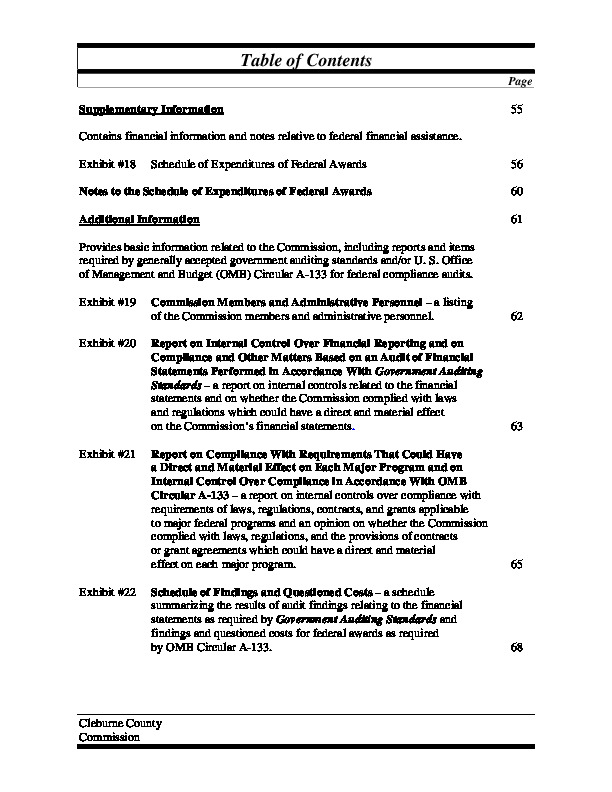 Table of Contents
Page
Supplementary Information 55
Contains financial information and notes relative to federal financial assistance.
Exhibit #18 Schedule of Expenditures of Federal Awards 56
Notes to the Schedule of Expenditures of Federal Awards 60
Additional Information 61
Provides basic information related to the Commission, including reports and items
required by generally accepted government auditing standards and/or U. S. Office
of Management and Budget (OMB) Circular A-133 for federal compliance audits.
Exhibit #19 Commission Members and Administrative Personnel – a listing
of the Commission members and administrative personnel. 62
Exhibit #20 Report on Internal Control Over Financial Reporting and on
Compliance and Other Matters Based on an Audit of Financial
Statements Performed in Accordance With Government Auditing
Standards – a report on internal controls related to the financial
statements and on whether the Commission complied with laws
and regulations which could have a direct and material effect
on the Commission's financial statements. 63
Exhibit #21 Report on Compliance With Requirements That Could Have
a Direct and Material Effect on Each Major Program and on
Internal Control Over Compliance in Accordance With OMB
Circular A-133 – a report on internal controls over compliance with
requirements of laws, regulations, contracts, and grants applicable
to major federal programs and an opinion on whether the Commission
complied with laws, regulations, and the provisions of contracts
or grant agreements which could have a direct and material
effect on each major program. 65
Exhibit #22 Schedule of Findings and Questioned Costs – a schedule
summarizing the results of audit findings relating to the financial
statements as required by Government Auditing Standards and
findings and questioned costs for federal awards as required
by OMB Circular A-133. 68
Cleburne County
Commission